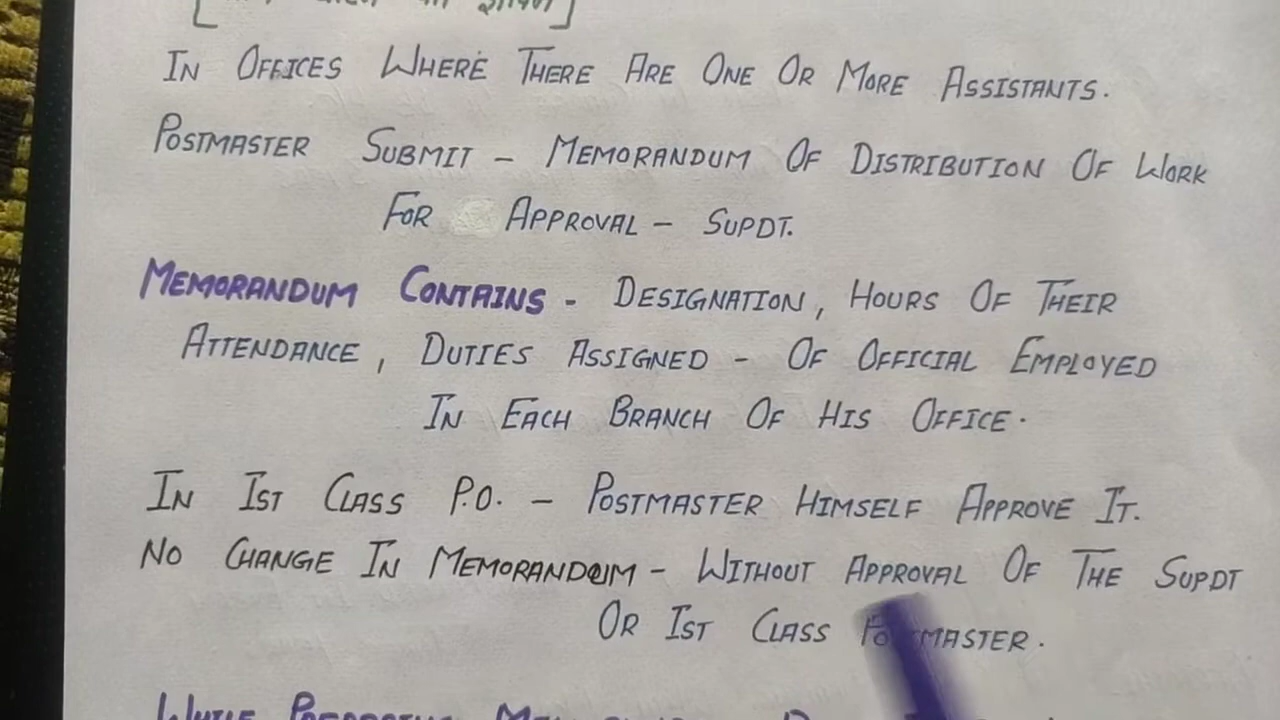 In Offices Where There Are One Or More Assistants.
Postmaster Submit - Memorandum Of Distribution Of Work
For Approval - Supdt.
Memorandum Contains - Designation, Hours Of Their
Attendance, Duties Assigned - Of Official Employed
In Each Branch Of His Office.
In Ist Class P.O. - Postmaster Himself Approve It.
No Change In Memorandum - Without Approval Of The Supdt
Or Ist Class Postmaster.
While Preparing